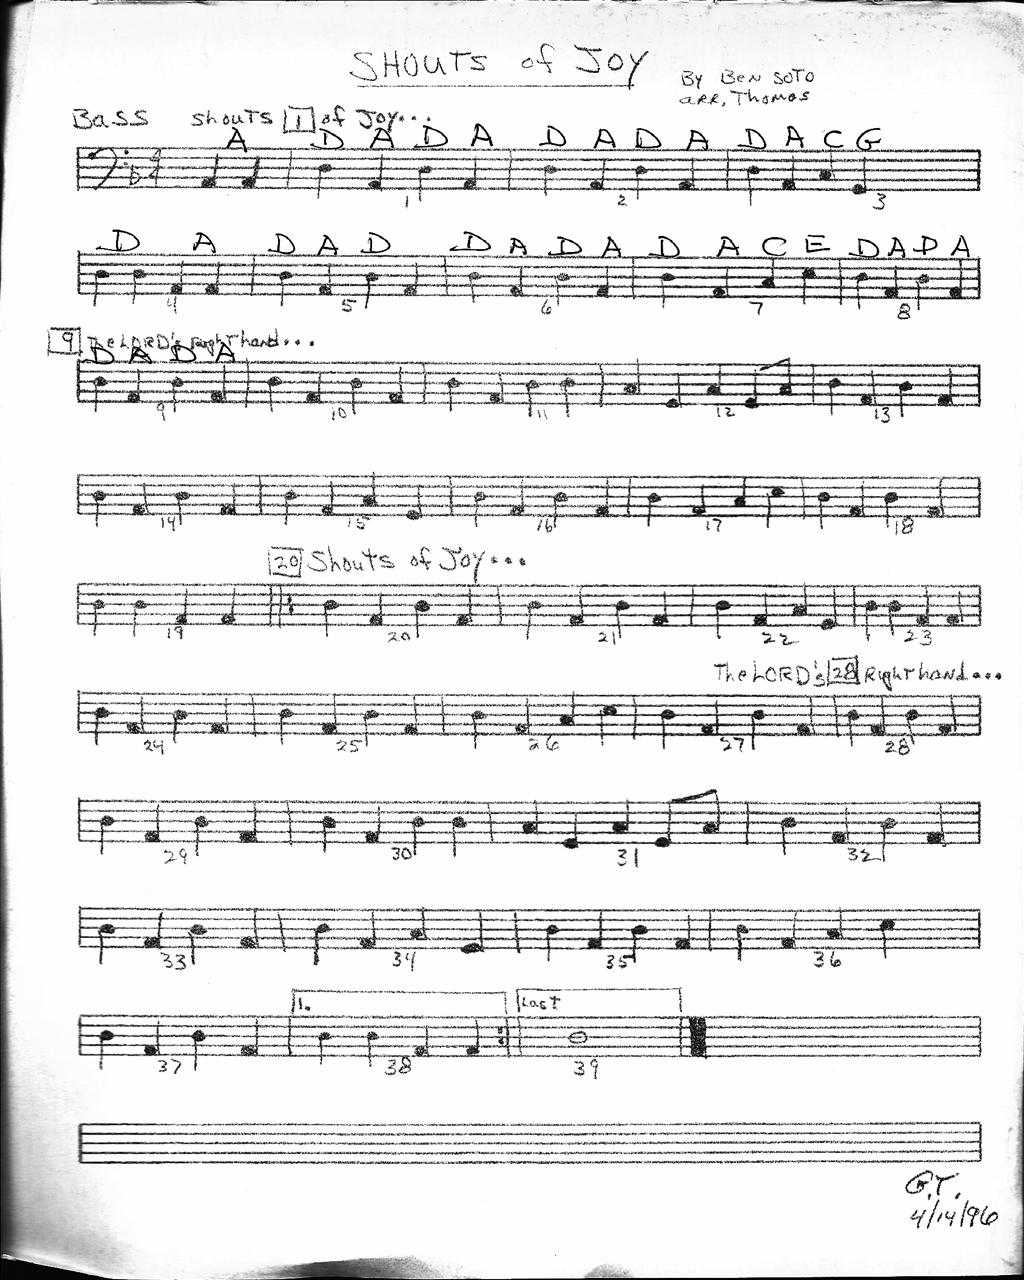 SHOUTS of JOY
By Ben SOTO
arr. Thomas
Bass shouts 1 of Joy...
A D A D A D A D A D A C G
1 2 3
D A D A D D A D A D A C E D A D A
4 5 6 7 8
9 The LORD's Right hand...
D A D A
9 10 11 12 13
14 15 16 17 18
20 Shouts of Joy...
19 20 21 22 23
The LORD's 28 Right hand...
24 25 26 27 28
29 30 31 32
33 34 35 36
1. Last
37 38 39
G.T.
4/14/96